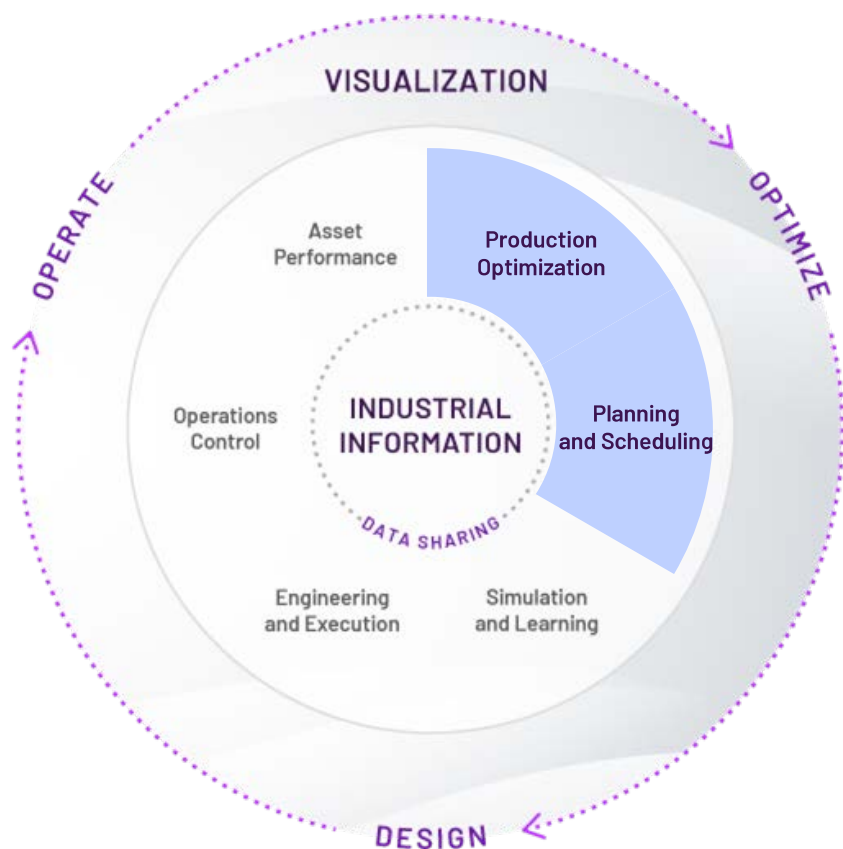 VISUALIZATION
OPERATE
OPTIMIZE
Asset
Performance
Production
Optimization
Operations
Control
INDUSTRIAL
INFORMATION
Planning
and Scheduling
DATA SHARING
Engineering
and Execution
Simulation
and Learning
DESIGN